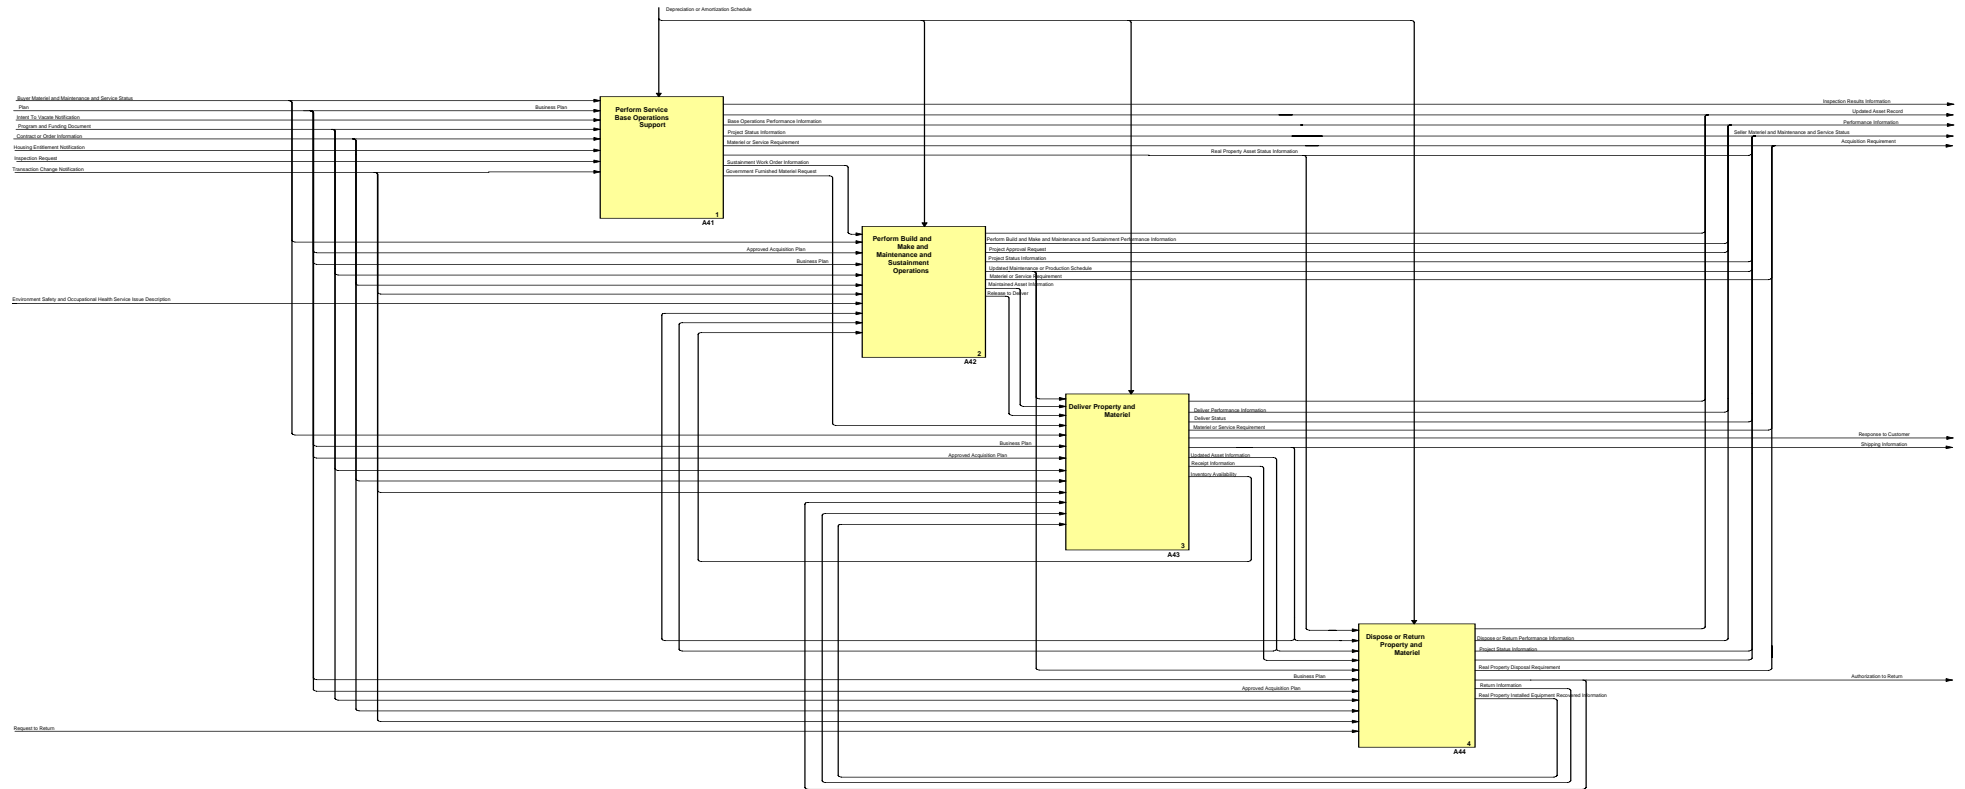 Depreciation or Amortization Schedule
Buyer Materiel and Maintenance and Service Status
Plan
Business Plan
Intent To Vacate Notification
Program and Funding Document
Contract or Order Information
Housing Entitlement Notification
Inspection Request
Transaction Change Notification
Perform Service
Base Operations
Support
1
A41
Inspection Results Information
Updated Asset Record
Base Operations Performance Information
Performance Information
Project Status Information
Seller Materiel and Maintenance and Service Status
Materiel or Service Requirement
Acquisition Requirement
Real Property Asset Status Information
Sustainment Work Order Information
Government Furnished Materiel Request
Approved Acquisition Plan
Business Plan
Environment Safety and Occupational Health Service Issue Description
Perform Build and
Make and
Maintenance and
Sustainment
Operations
2
A42
Perform Build and Make and Maintenance and Sustainment Performance Information
Project Approval Request
Project Status Information
Updated Maintenance or Production Schedule
Materiel or Service Requirement
Maintained Asset Information
Release to Deliver
Business Plan
Approved Acquisition Plan
Deliver Property and
Materiel
3
A43
Deliver Performance Information
Deliver Status
Materiel or Service Requirement
Response to Customer
Shipping Information
Updated Asset Information
Receipt Information
Inventory Availability
Business Plan
Approved Acquisition Plan
Request to Return
Dispose or Return
Property and
Materiel
4
A44
Dispose or Return Performance Information
Project Status Information
Real Property Disposal Requirement
Authorization to Return
Return Information
Real Property Installed Equipment Recovered Information